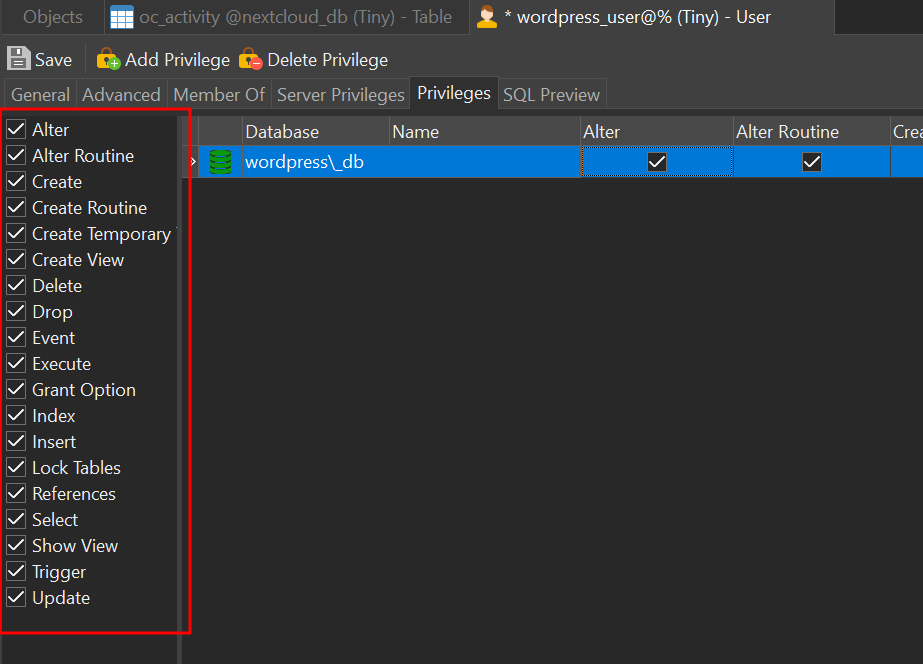 Objects oc_activity @nextcloud_db (Tiny) - Table * wordpress_user@% (Tiny) - User
Save Add Privilege Delete Privilege
General Advanced Member Of Server Privileges Privileges SQL Preview
Alter
Alter Routine
Create
Create Routine
Create Temporary
Create View
Delete
Drop
Event
Execute
Grant Option
Index
Insert
Lock Tables
References
Select
Show View
Trigger
Update
Database Name Alter Alter Routine
wordpress\_db